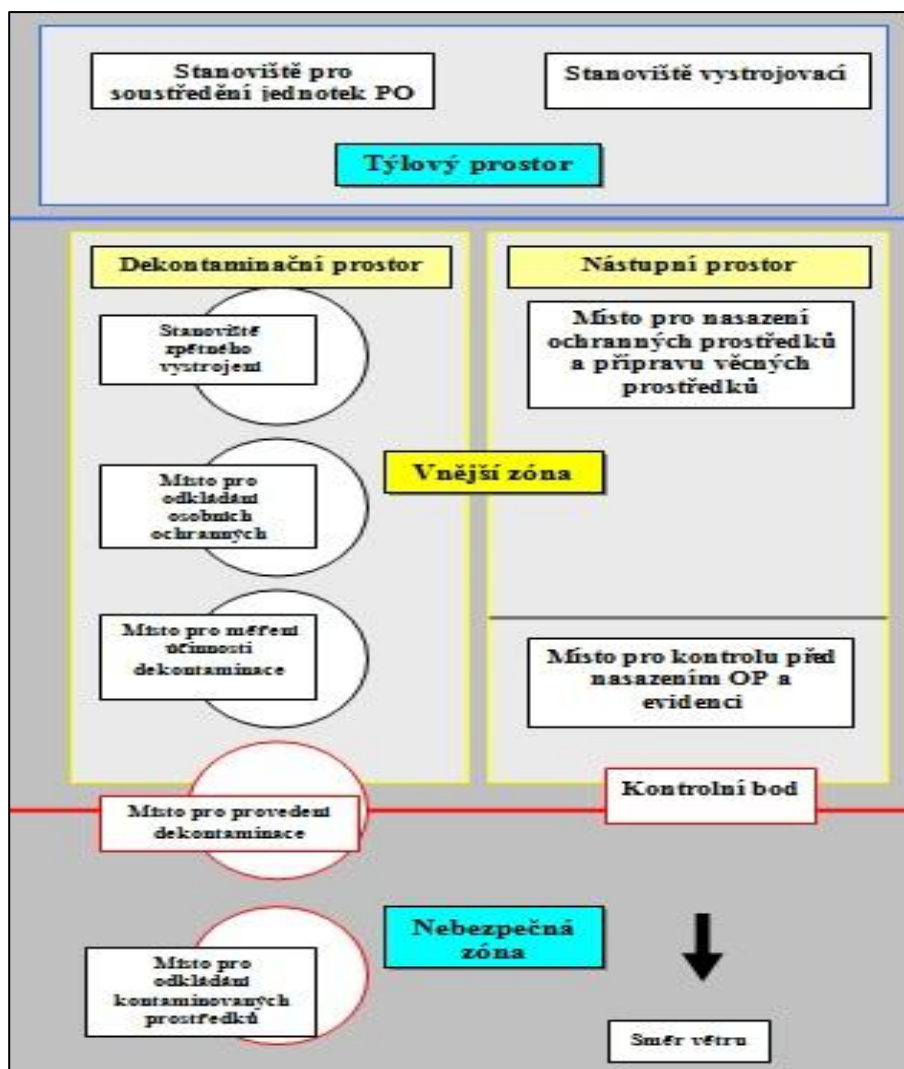 Stanoviště pro
soustředění jednotek PO
Stanoviště vystrojovací
Týlový prostor
Dekontaminační prostor
Nástupní prostor
Stanoviště
zpětného
vystrojení
Místo pro nasazení
ochranných prostředků
a přípravu věcných
prostředků
Vnější zóna
Místo pro
odkládání
osobních
ochranných
Místo pro měření
účinnosti
dekontaminace
Místo pro kontrolu před
nasazením OP a
evidenci
Kontrolní bod
Místo pro provedení
dekontaminace
Nebezpečná
zóna
Místo pro
odkládání
kontaminovaných
prostředků
Směr větru